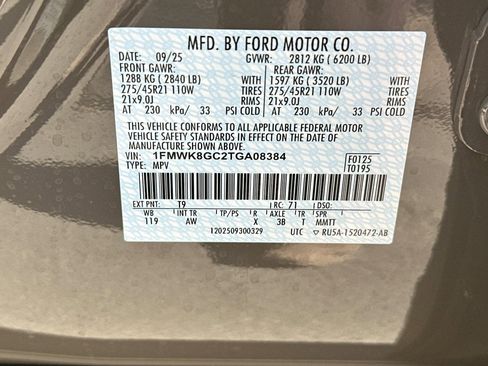 MFD. BY FORD MOTOR CO.
DATE: 09/25 GVWR: 2812 KG ( 6200 LB)
FRONT GAWR: REAR GAWR:
1288 KG ( 2840 LB) 1597 KG ( 3520 LB)
275/45R21 110W TIRES 275/45R21 110W
21x9.0J RIMS 21x9.0J
AT 230 kPa/ 33 PSI COLD AT 230 kPa/ 33 PSI COLD
THIS VEHICLE CONFORMS TO ALL APPLICABLE FEDERAL MOTOR
VEHICLE SAFETY STANDARDS IN EFFECT ON THE DATE OF
MANUFACTURE SHOWN ABOVE.
VIN: 1FMWK8GC2TGA08384
TYPE: MPV
F0125
T0195
EXT PNT: T9 RC: 71 DSO:
WB INT TR TP/PS R AXLE TR SPR
119 AW X 3B T MMTT
1202509300329 UTC ▽ RU5A-1520472-AB